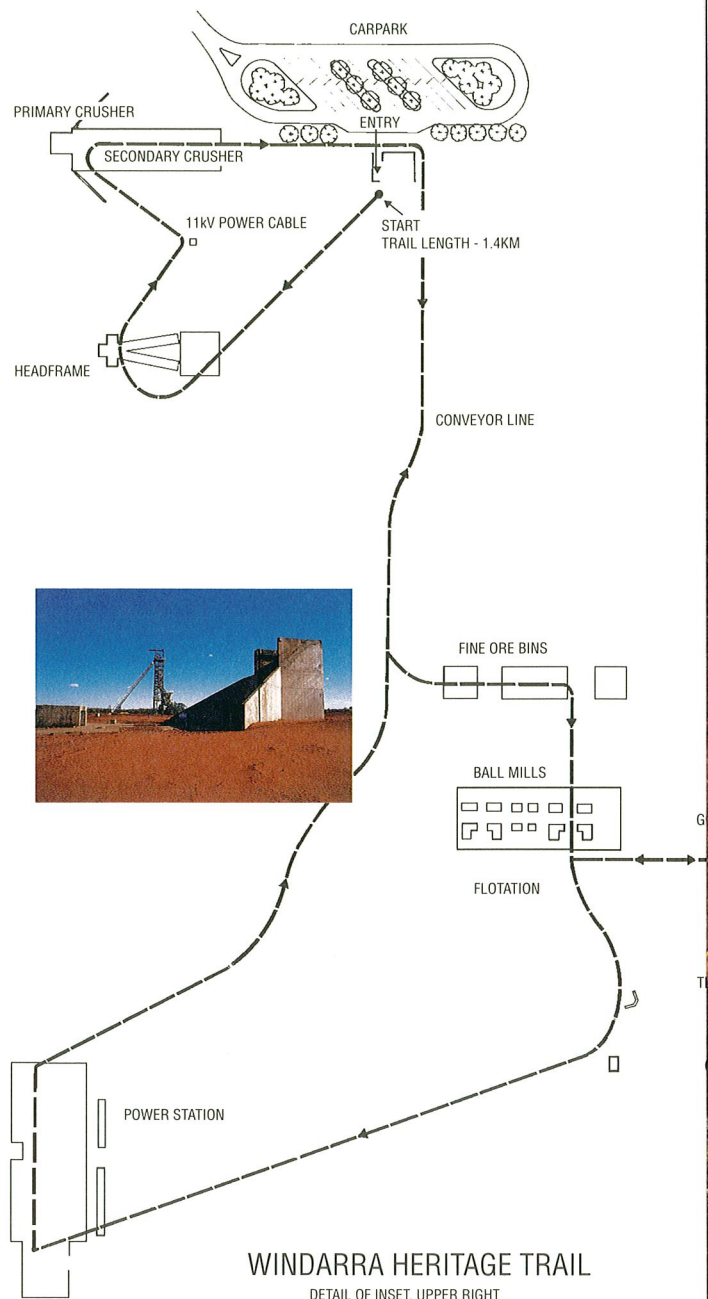 CARPARK
PRIMARY CRUSHER
ENTRY
SECONDARY CRUSHER
11kV POWER CABLE
START
TRAIL LENGTH - 1.4KM
HEADFRAME
CONVEYOR LINE
FINE ORE BINS
BALL MILLS
FLOTATION
POWER STATION
WINDARRA HERITAGE TRAIL
DETAIL OF INSET, UPPER RIGHT